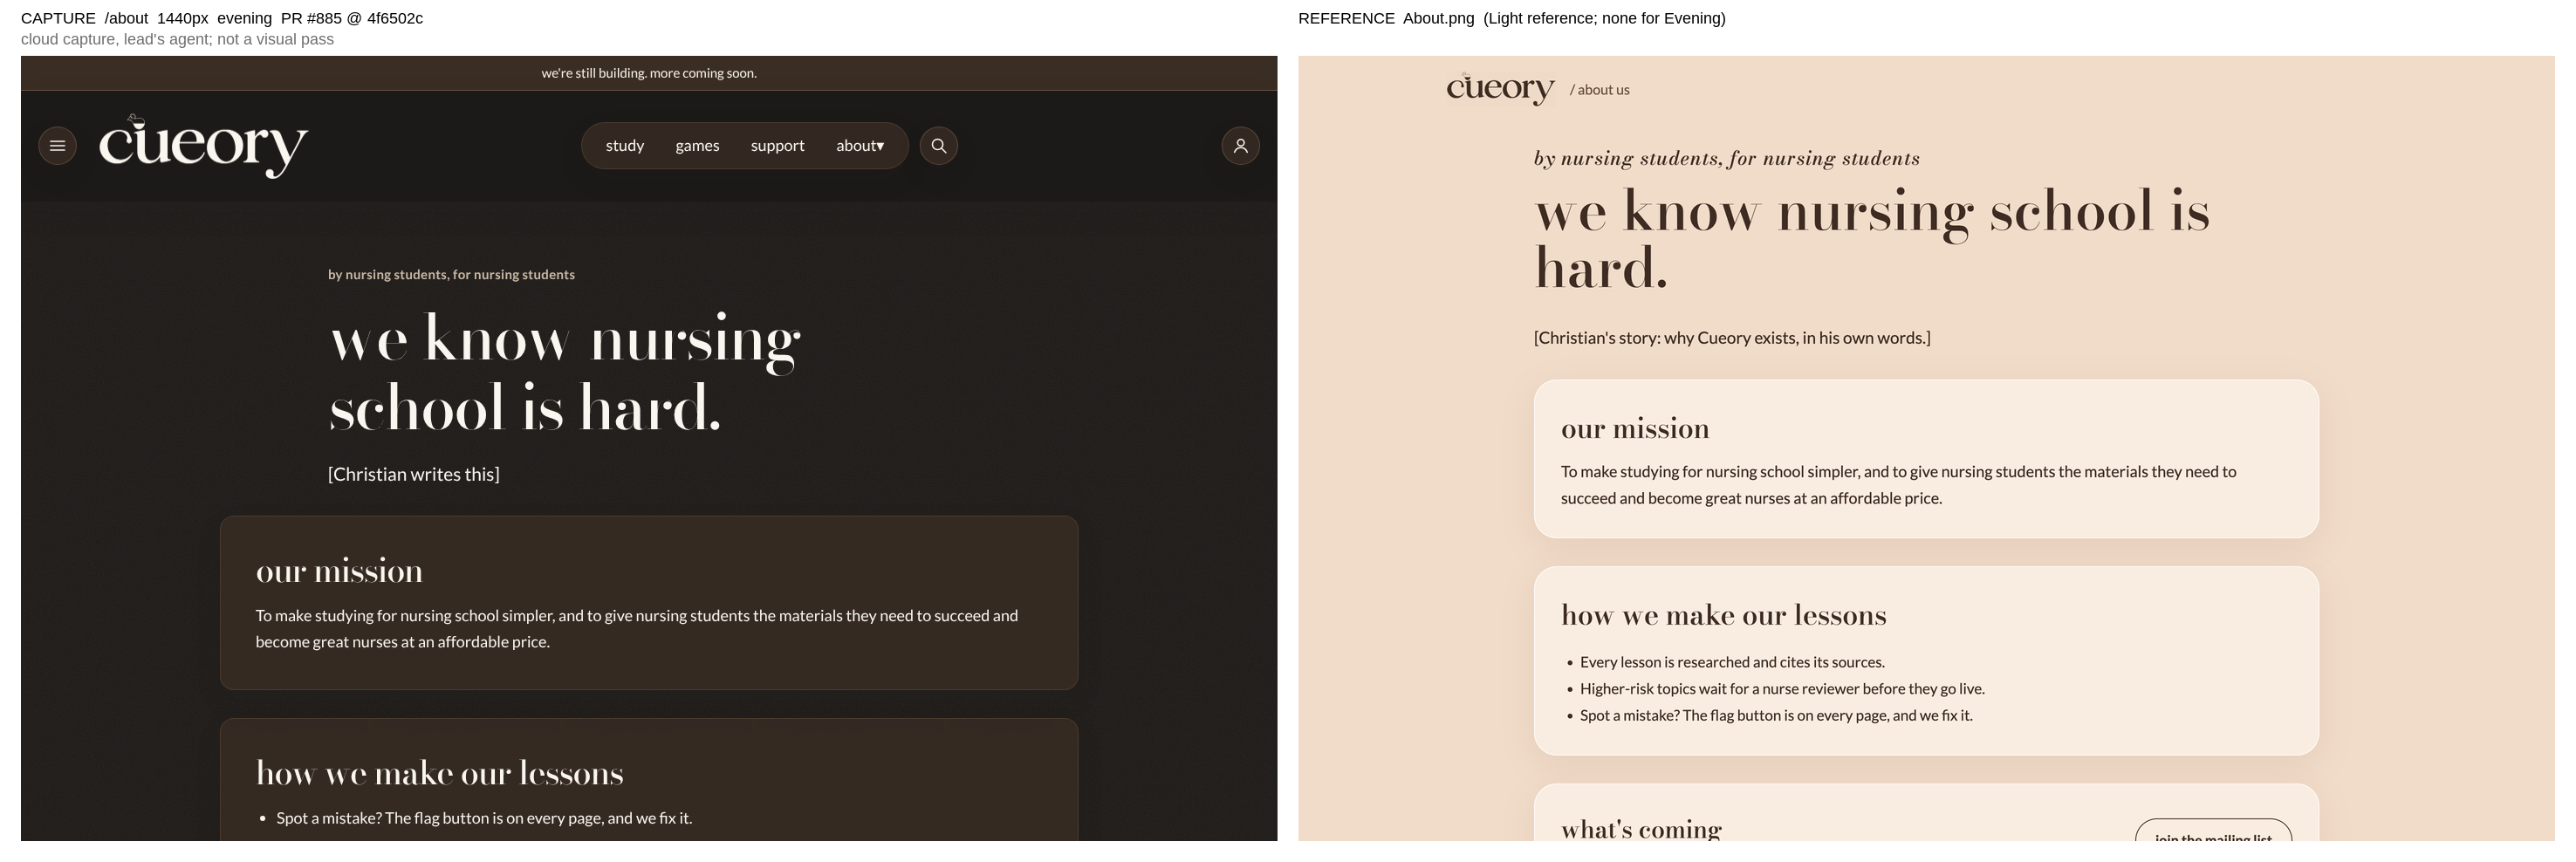 CAPTURE /about 1440px evening PR #885 @ 4f6502c
cloud capture, lead's agent; not a visual pass
we're still building. more coming soon.
cueory
study games support about▾
by nursing students, for nursing students
we know nursing
school is hard.
[Christian writes this]
our mission
To make studying for nursing school simpler, and to give nursing students the materials they need to succeed and
become great nurses at an affordable price.
how we make our lessons
• Spot a mistake? The flag button is on every page, and we fix it.
REFERENCE About.png (Light reference; none for Evening)
cueory / about us
by nursing students, for nursing students
we know nursing school is
hard.
[Christian's story: why Cueory exists, in his own words.]
our mission
To make studying for nursing school simpler, and to give nursing students the materials they need to
succeed and become great nurses at an affordable price.
how we make our lessons
• Every lesson is researched and cites its sources.
• Higher-risk topics wait for a nurse reviewer before they go live.
• Spot a mistake? The flag button is on every page, and we fix it.
what's coming
join the mailing list